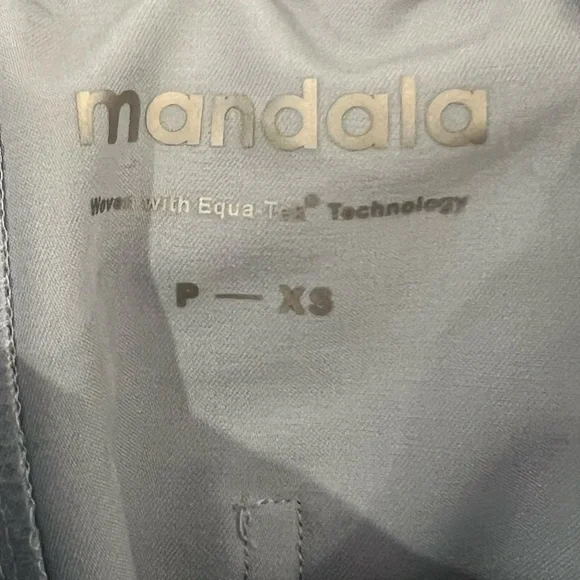 mandala
Woven with Equa-Tex® Technology
P — XS